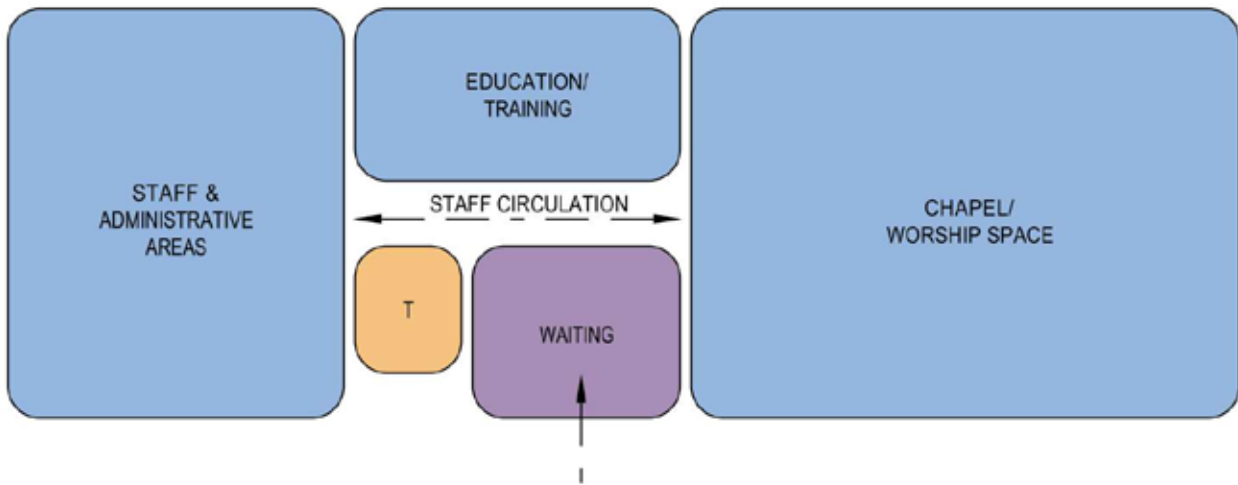 EDUCATION/
TRAINING
STAFF &
ADMINISTRATIVE
AREAS
STAFF CIRCULATION
CHAPEL/
WORSHIP SPACE
T
WAITING